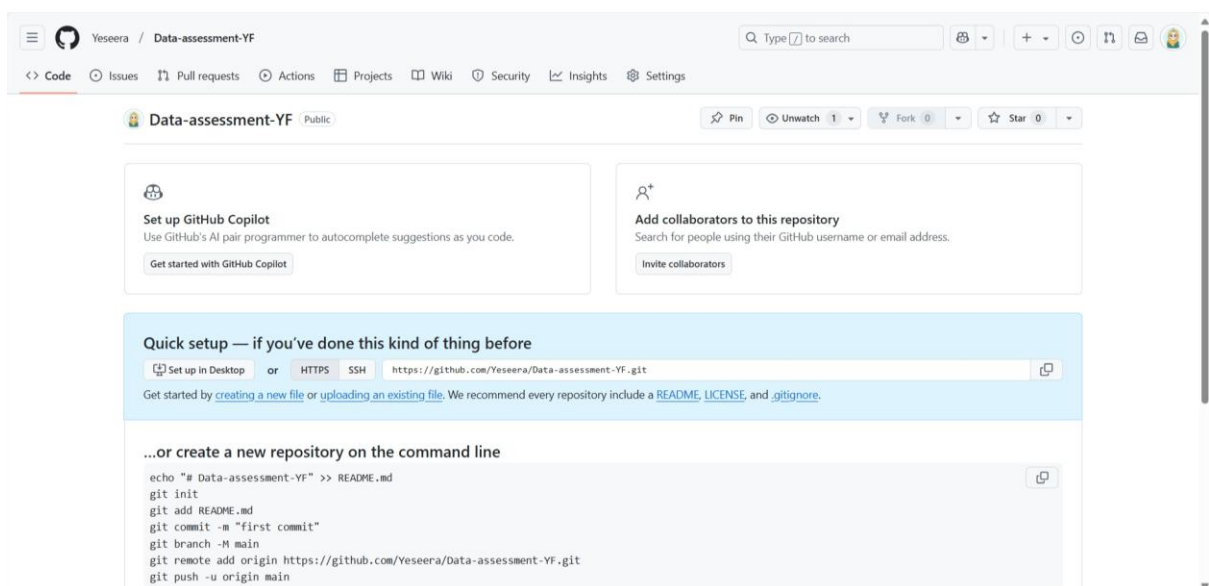 Yeseera / Data-assessment-YF
Type / to search
Code Issues Pull requests Actions Projects Wiki Security Insights Settings
Data-assessment-YF Public
Pin Unwatch 1 Fork 0 Star 0
Set up GitHub Copilot
Use GitHub's AI pair programmer to autocomplete suggestions as you code.
Get started with GitHub Copilot
Add collaborators to this repository
Search for people using their GitHub username or email address.
Invite collaborators
Quick setup — if you've done this kind of thing before
Set up in Desktop or HTTPS SSH https://github.com/Yeseera/Data-assessment-YF.git
Get started by creating a new file or uploading an existing file. We recommend every repository include a README, LICENSE, and .gitignore.
...or create a new repository on the command line
echo "# Data-assessment-YF" >> README.md
git init
git add README.md
git commit -m "first commit"
git branch -M main
git remote add origin https://github.com/Yeseera/Data-assessment-YF.git
git push -u origin main